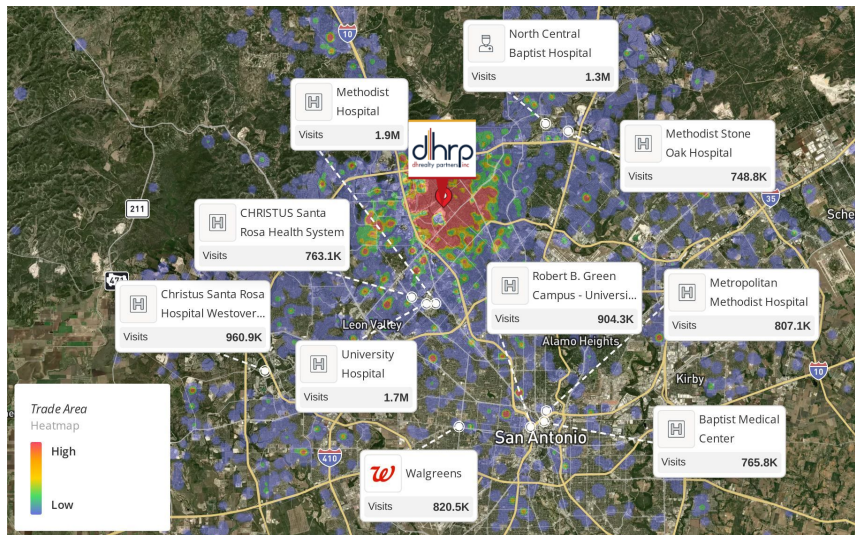 10
North Central
Baptist Hospital
Visits 1.3M
Methodist
Hospital
Visits 1.9M
dhrp
dhrealty partners, inc
Methodist Stone
Oak Hospital
Visits 748.8K
35
211
Sche
CHRISTUS Santa
Rosa Health System
Visits 763.1K
471
Christus Santa Rosa
Hospital Westover...
Visits 960.9K
Robert B. Green
Campus - Universi...
Visits 904.3K
Metropolitan
Methodist Hospital
Visits 807.1K
Leon Valley
Alamo Heights
University
Hospital
Visits 1.7M
Kirby
10
Trade Area
Heatmap
High
Low
Baptist Medical
Center
Visits 765.8K
San Antonio
410
Walgreens
Visits 820.5K